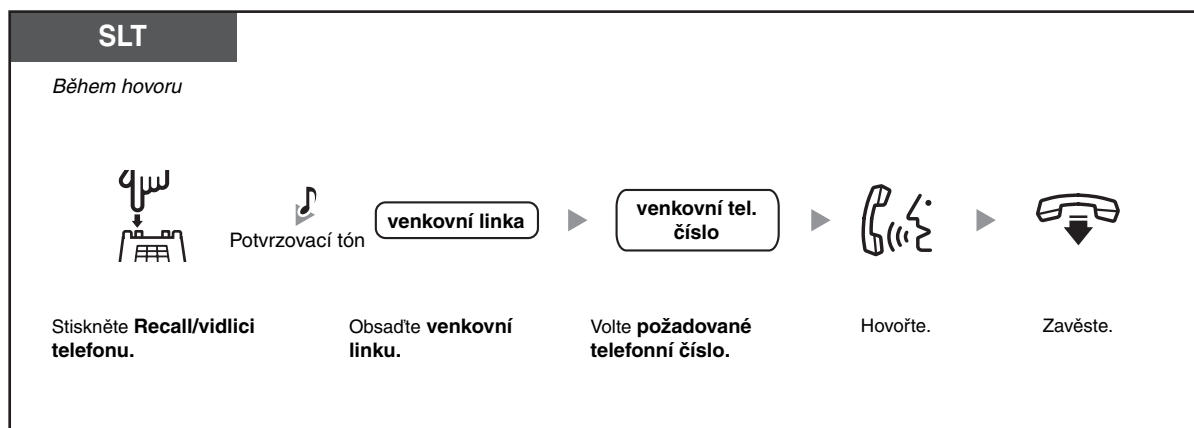 SLT
Během hovoru
Potvrzovací tón
venkovní linka
venkovní tel.
číslo
Stiskněte Recall/vidlici
telefonu.
Obsaďte venkovní
linku.
Volte požadované
telefonní číslo.
Hovořte.
Zavěste.